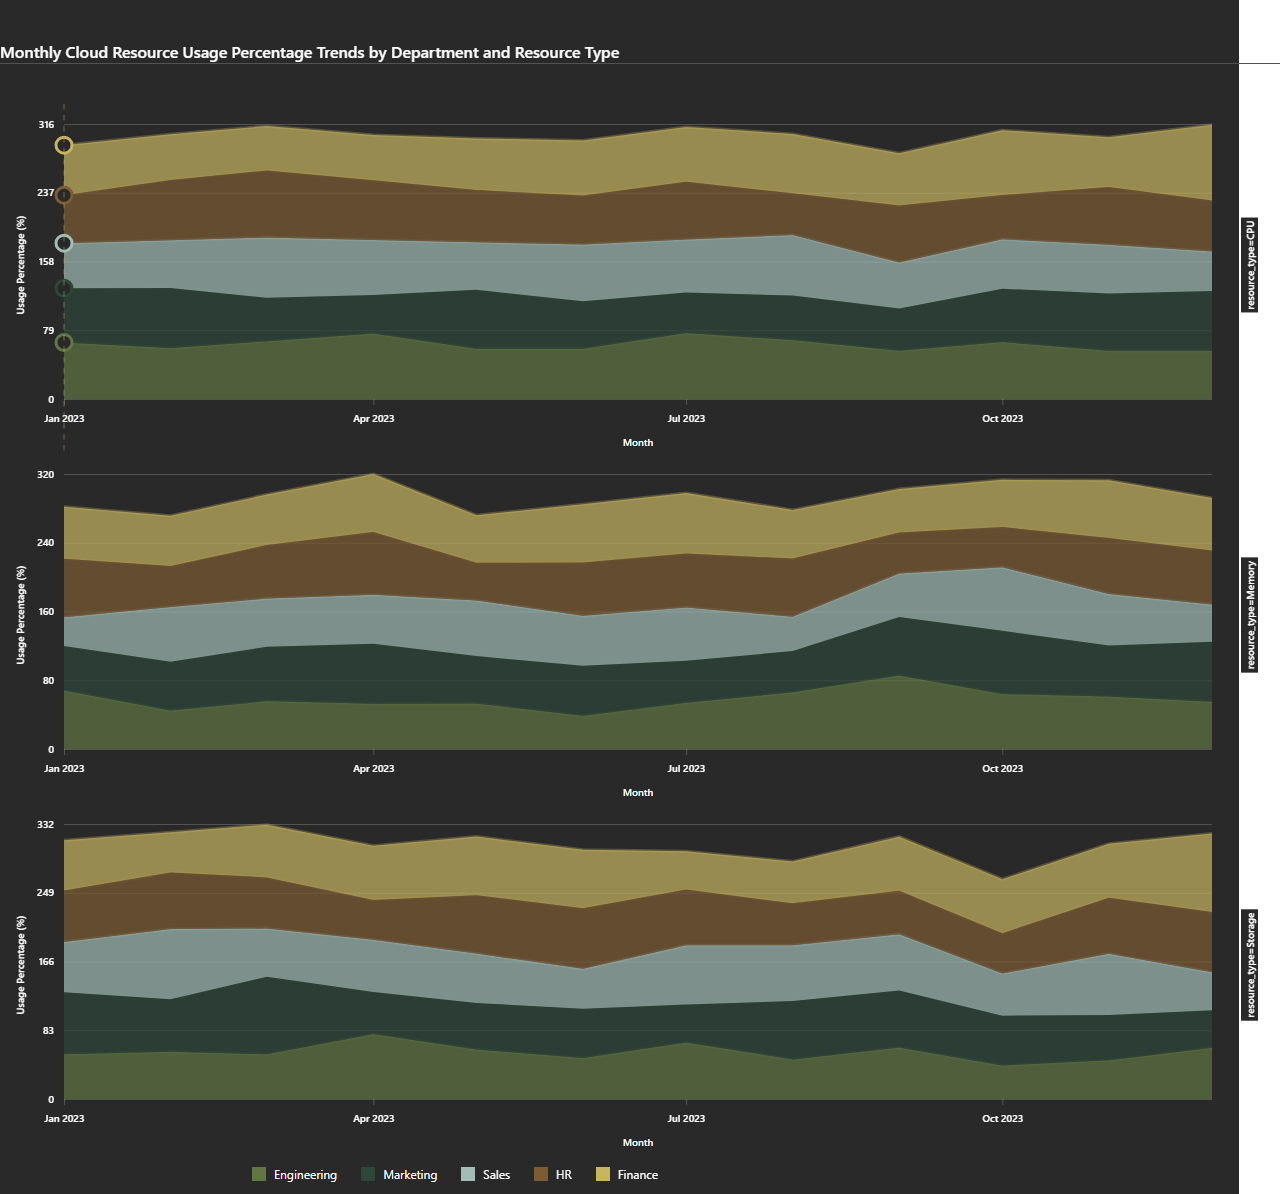 Monthly Cloud Resource Usage Percentage Trends by Department and Resource Type
316
237
158
79
0
Usage Percentage (%)
Jan 2023
Apr 2023
Jul 2023
Oct 2023
Month
resource_type=CPU
320
240
160
80
0
Usage Percentage (%)
Jan 2023
Apr 2023
Jul 2023
Oct 2023
Month
resource_type=Memory
332
249
166
83
0
Usage Percentage (%)
Jan 2023
Apr 2023
Jul 2023
Oct 2023
Month
resource_type=Storage
Engineering
Marketing
Sales
HR
Finance